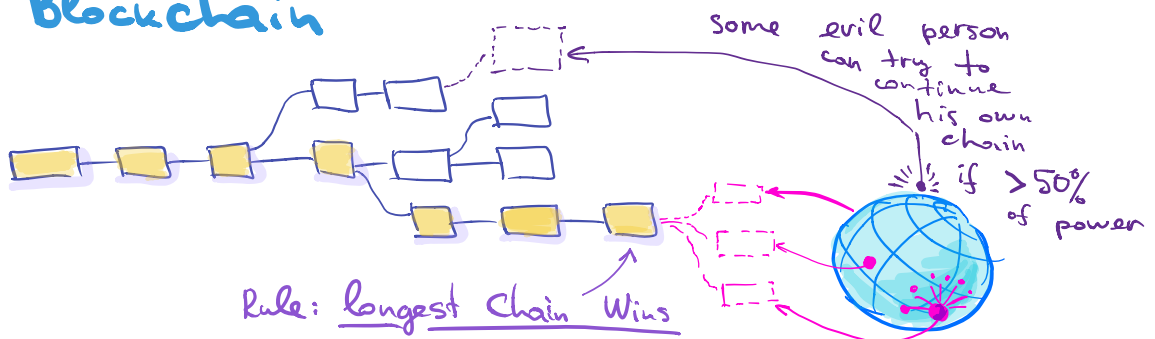 Blockchain
some evil person
can try to
continue
his own
chain
if >50%
of power
Rule: Longest Chain Wins